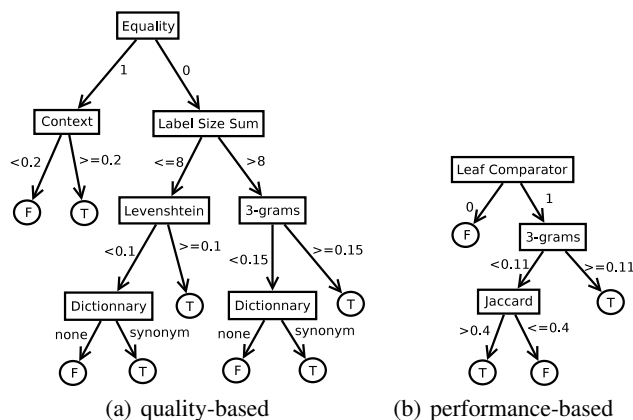 Equality
1
0
Context
Label Size Sum
<0.2
>=0.2
<=8
>8
F
T
Levenshtein
3-grams
<0.1
>=0.1
<0.15
>=0.15
Dictionnary
T
Dictionnary
T
none
synonym
none
synonym
F
T
F
T
(a) quality-based
Leaf Comparator
0
1
F
3-grams
<0.11
>=0.11
Jaccard
T
>0.4
<=0.4
T
F
(b) performance-based